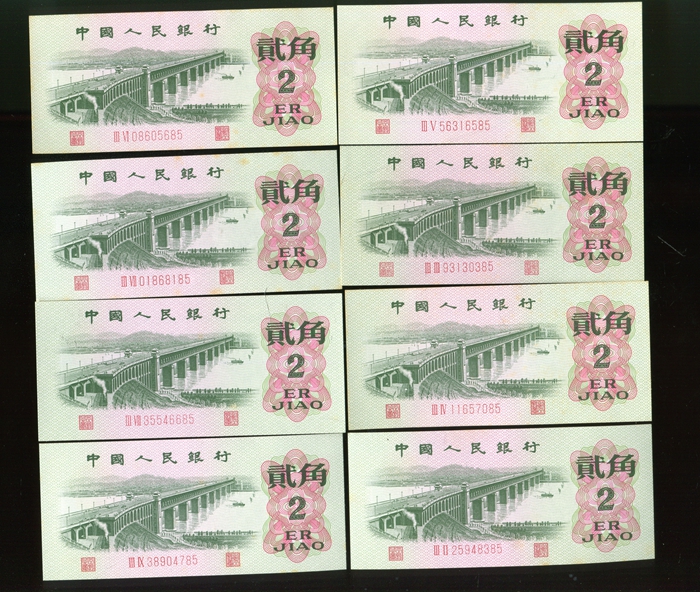 中國人民銀行
貳角
2
ER
JIAO
III VI 08605685
中國人民銀行
貳角
2
ER
JIAO
III V 56316585
中國人民銀行
貳角
2
ER
JIAO
III VII 01868185
中國人民銀行
貳角
2
ER
JIAO
III III 93130385
中國人民銀行
貳角
2
ER
JIAO
III VIII 35546685
中國人民銀行
貳角
2
ER
JIAO
III IV 11657085
中國人民銀行
貳角
2
ER
JIAO
III IX 38904785
中國人民銀行
貳角
2
ER
JIAO
III II 25948385